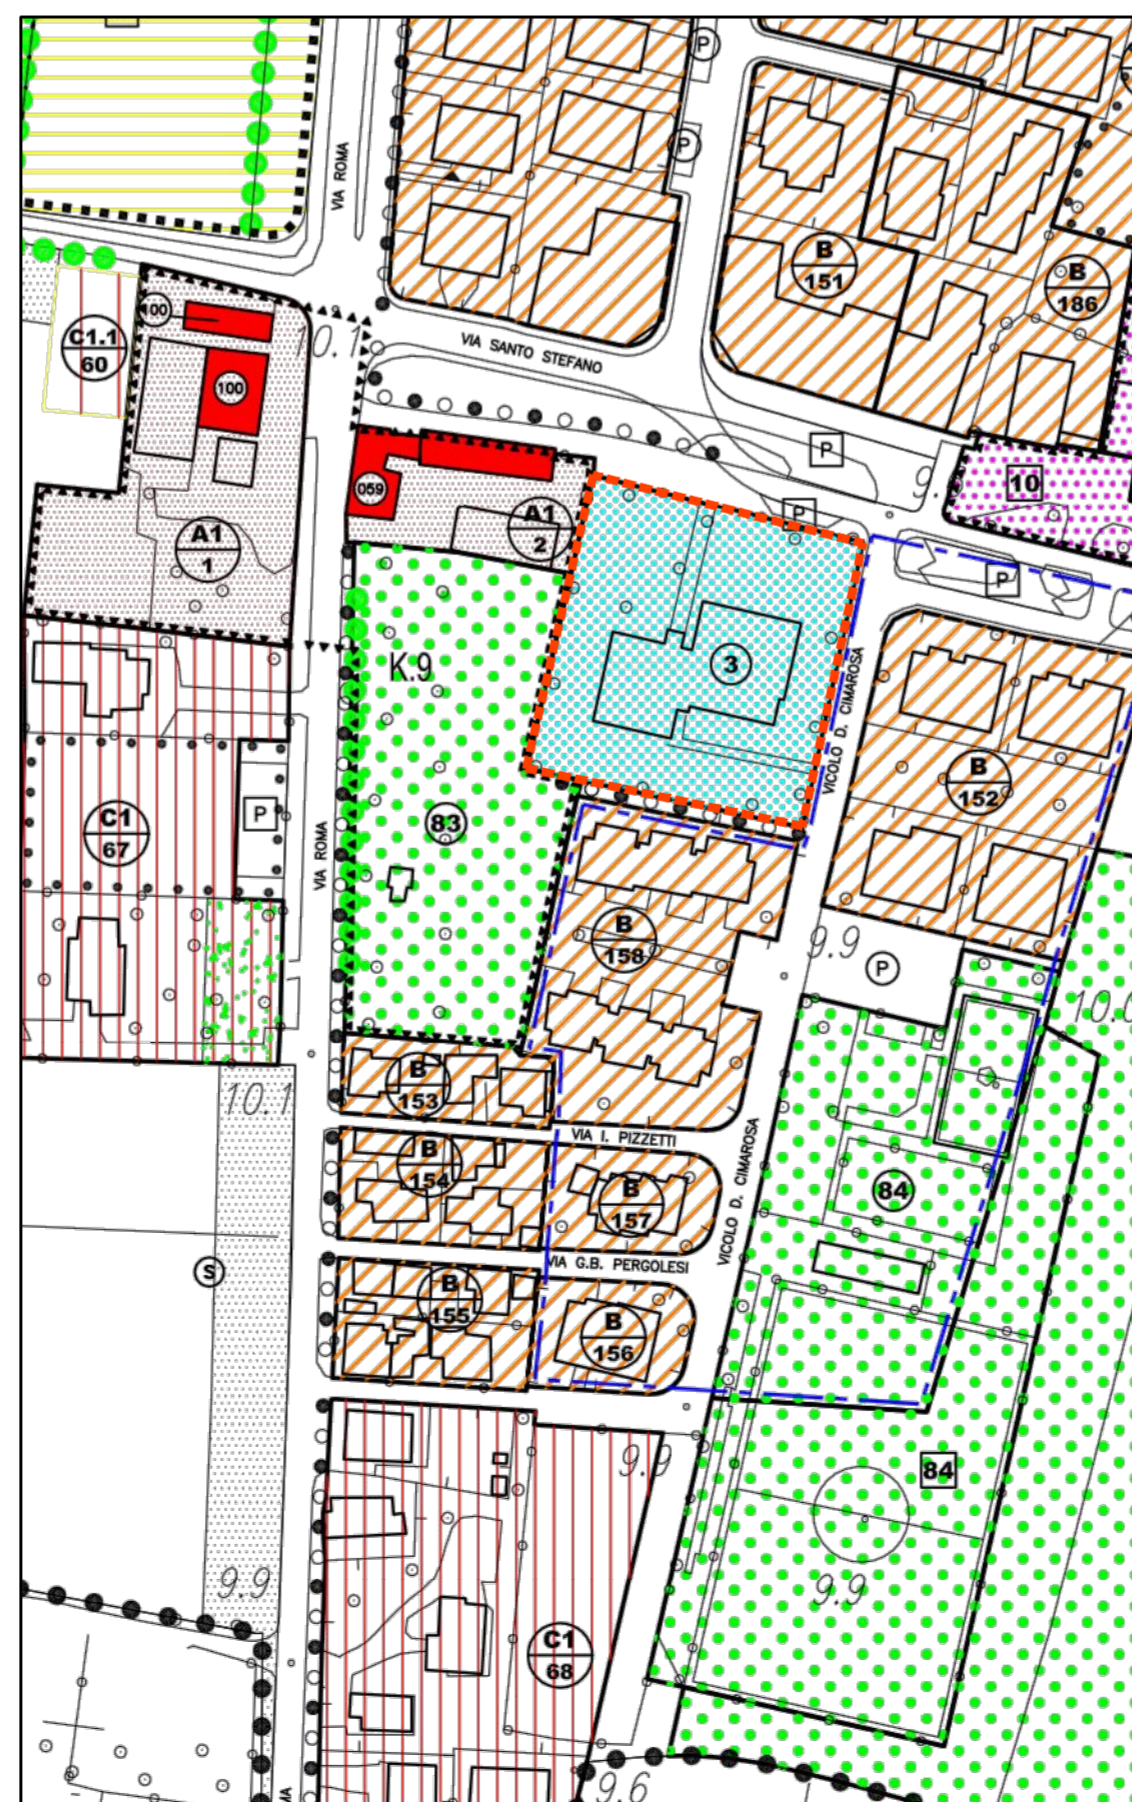 P
VIA ROMA
P
B
151
B
186
C1.1
60
100
100
VIA SANTO STEFANO
P
10
059
P
A1
1
A1
2
P
K.9
3
VICOLO D. CIMAROSA
B
152
C1
67
P
83
VIA ROMA
B
158
9.9
P
10.1
B
153
VIA I. PIZZETTI
B
154
B
157
VICOLO D. CIMAROSA
84
S
VIA G.B. PERGOLESI
B
155
B
156
9.9
84
9.9
9.9
C1
68
9.6